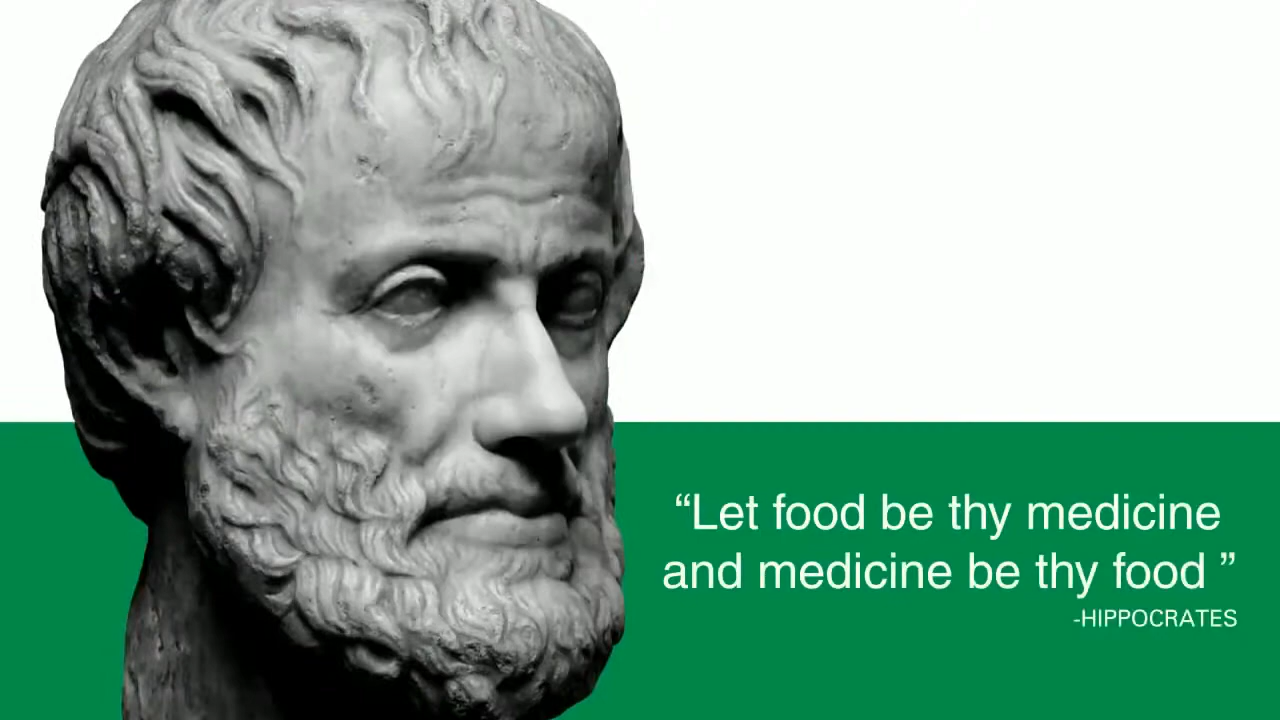 “Let food be thy medicine
and medicine be thy food ”
-HIPPOCRATES